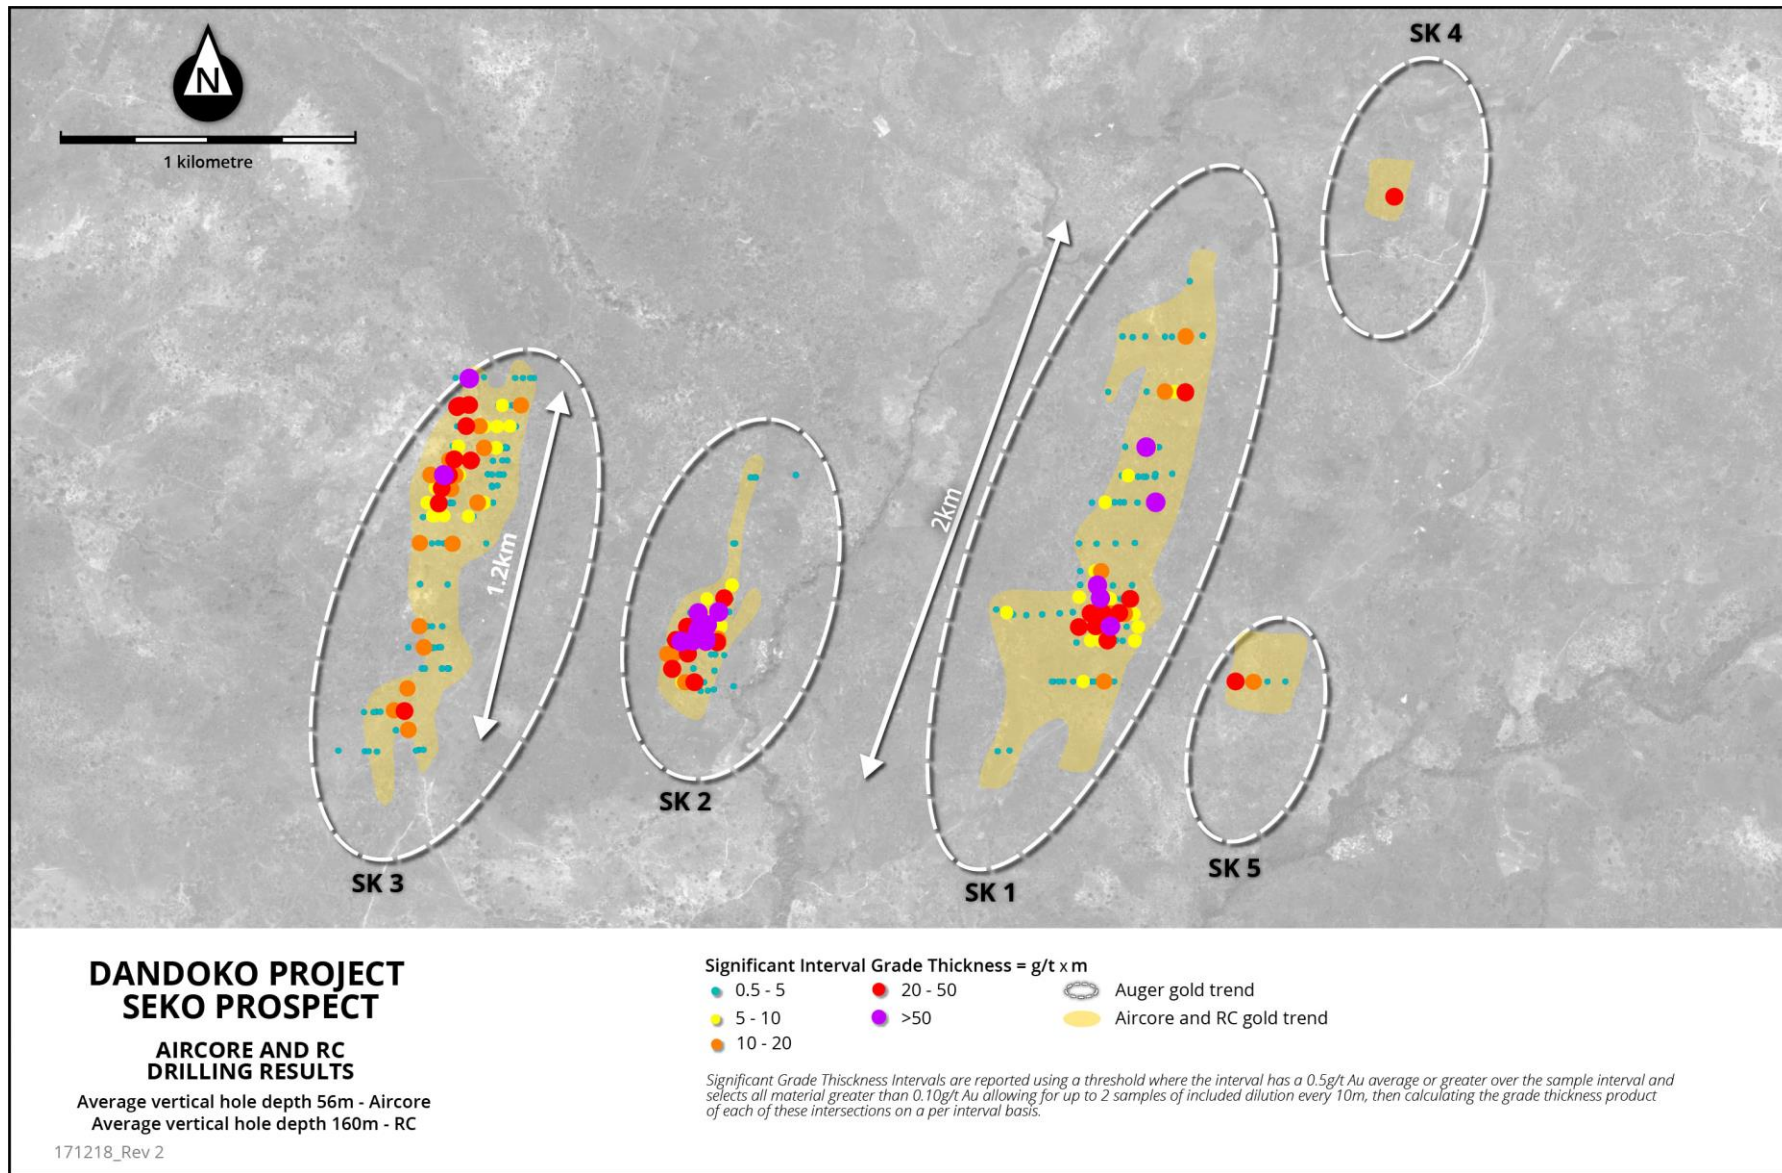 N
1 kilometre
SK 4
2km
1.2km
SK 2
SK 5
SK 3
SK 1
DANDOKO PROJECT
SEKO PROSPECT
AIRCORE AND RC
DRILLING RESULTS
Average vertical hole depth 56m - Aircore
Average vertical hole depth 160m - RC
171218_Rev 2
Significant Interval Grade Thickness = g/t x m
0.5 - 5
5 - 10
10 - 20
20 - 50
>50
Auger gold trend
Aircore and RC gold trend
Significant Grade Thisckness Intervals are reported using a threshold where the interval has a 0.5g/t Au average or greater over the sample interval and
selects all material greater than 0.10g/t Au allowing for up to 2 samples of included dilution every 10m, then calculating the grade thickness product
of each of these intersections on a per interval basis.